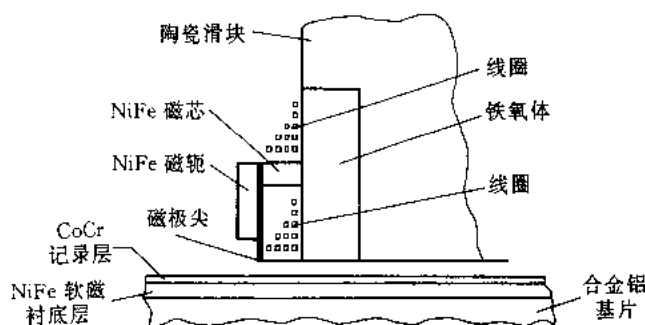 陶瓷滑块
线圈
NiFe 磁芯
铁氧体
NiFe 磁轭
线圈
磁极尖
CoCr
记录层
NiFe 软磁
衬底层
合金铝
基片